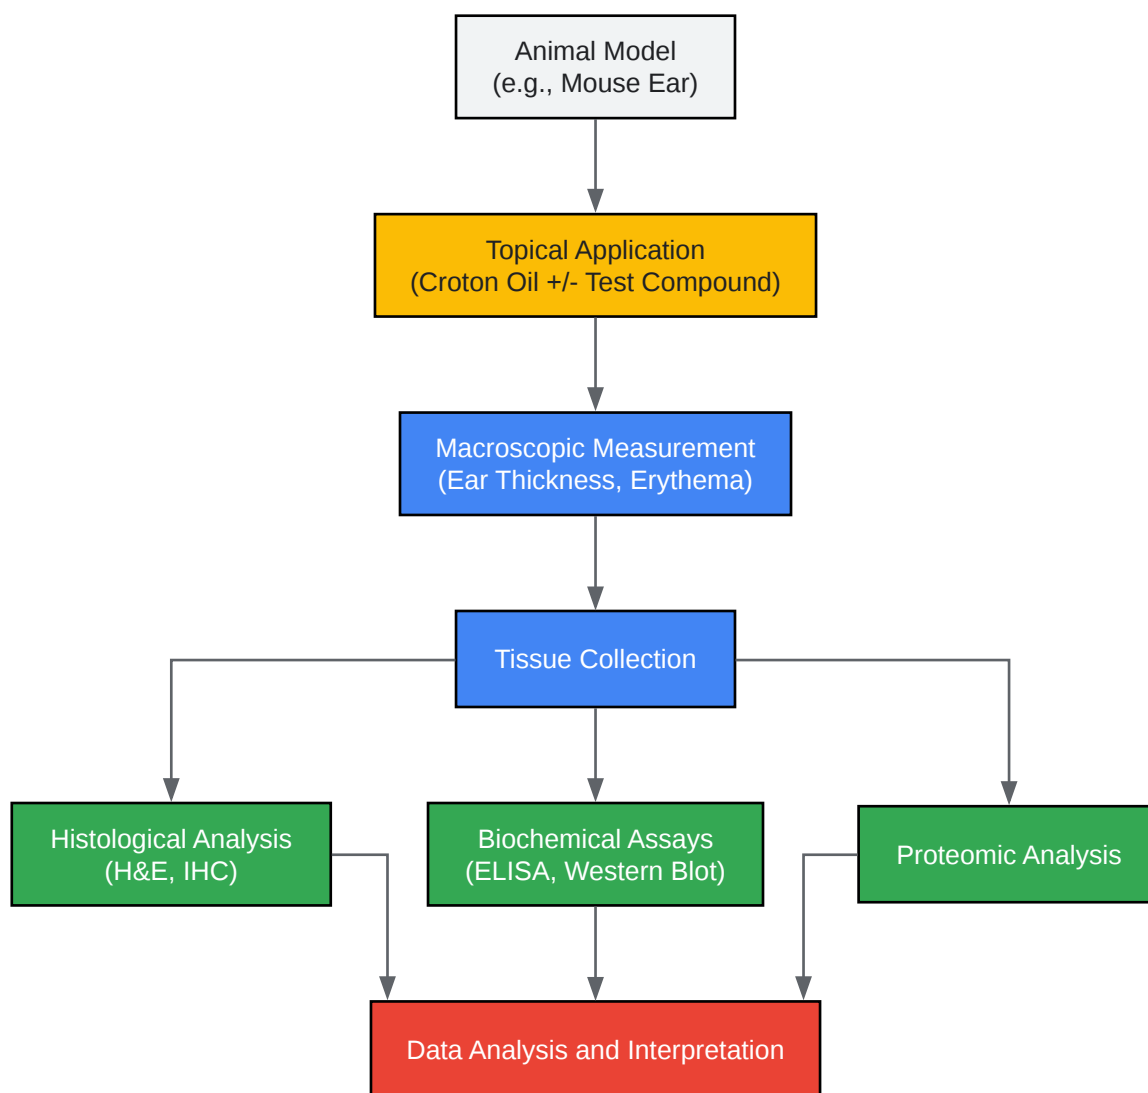 Animal Model
(e.g., Mouse Ear)
Topical Application
(Croton Oil +/- Test Compound)
Macroscopic Measurement
(Ear Thickness, Erythema)
Tissue Collection
Histological Analysis
(H&E, IHC)
Biochemical Assays
(ELISA, Western Blot)
Proteomic Analysis
Data Analysis and Interpretation